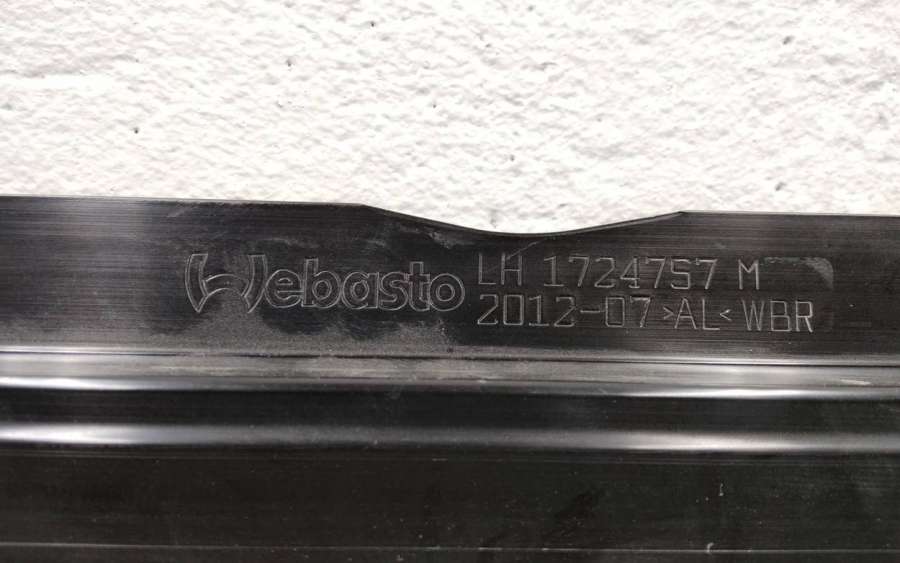 Webasto
LH 1724757 M
2012-07 >AL< WBR